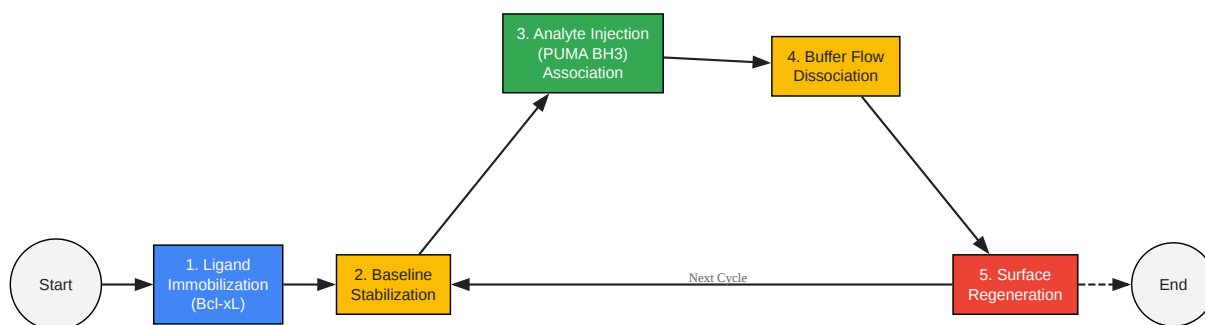 Start
1. Ligand
Immobilization
(Bcl-xL)
2. Baseline
Stabilization
3. Analyte Injection
(PUMA BH3)
Association
4. Buffer Flow
Dissociation
5. Surface
Regeneration
Next Cycle
End